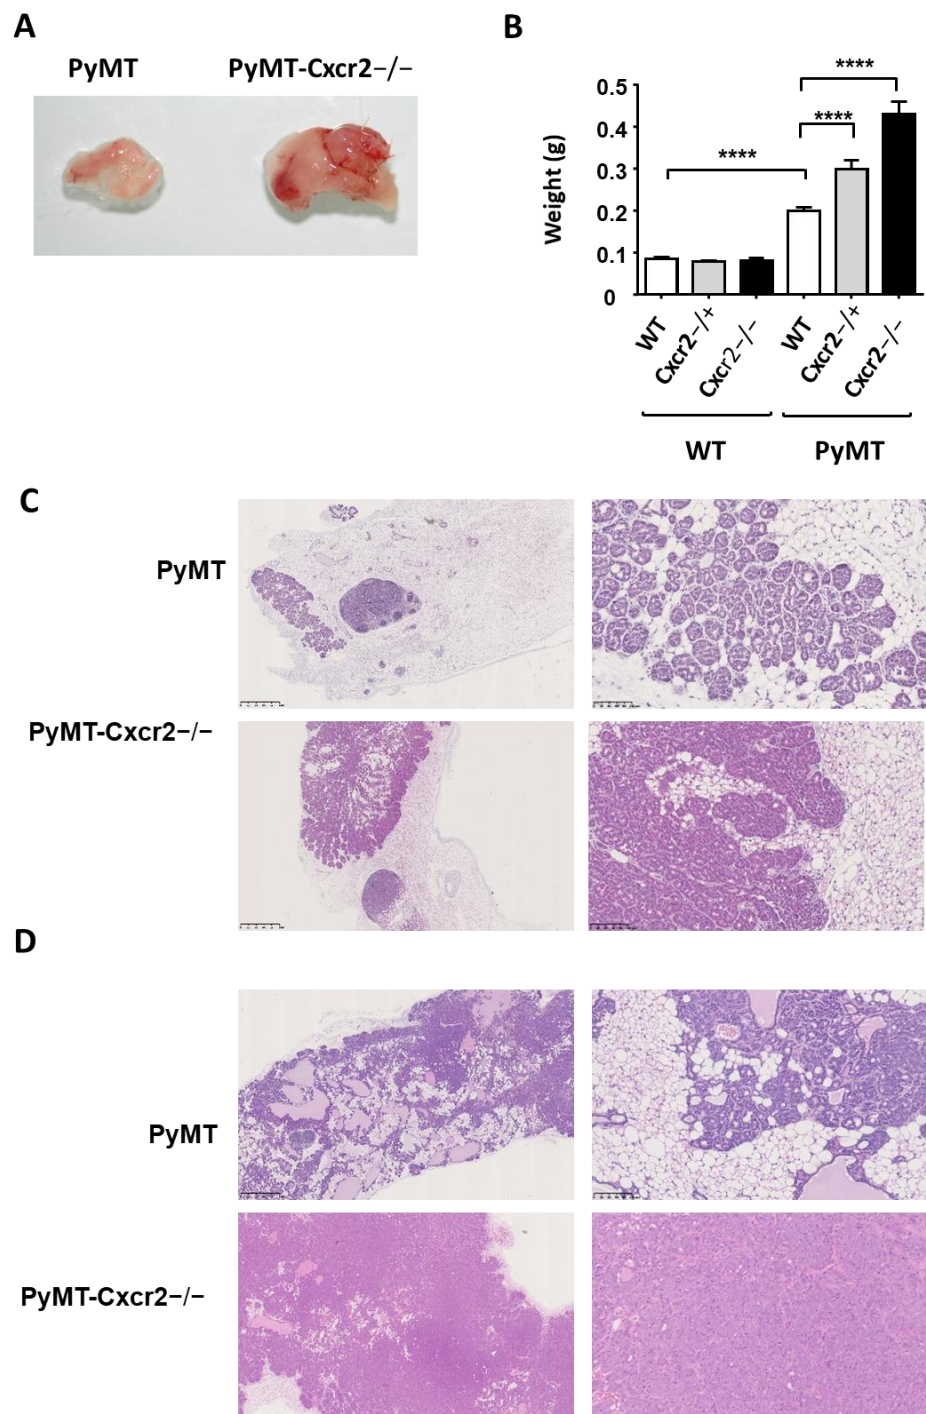 A
PyMT
PyMT-Cxcr2−/−
B
Weight (g)
0.5
0.4
0.3
0.2
0.1
0
****
****
****
WT
Cxcr2−/+
Cxcr2−/−
WT
Cxcr2−/+
Cxcr2−/−
WT
PyMT
C
PyMT
PyMT-Cxcr2−/−
D
PyMT
PyMT-Cxcr2−/−